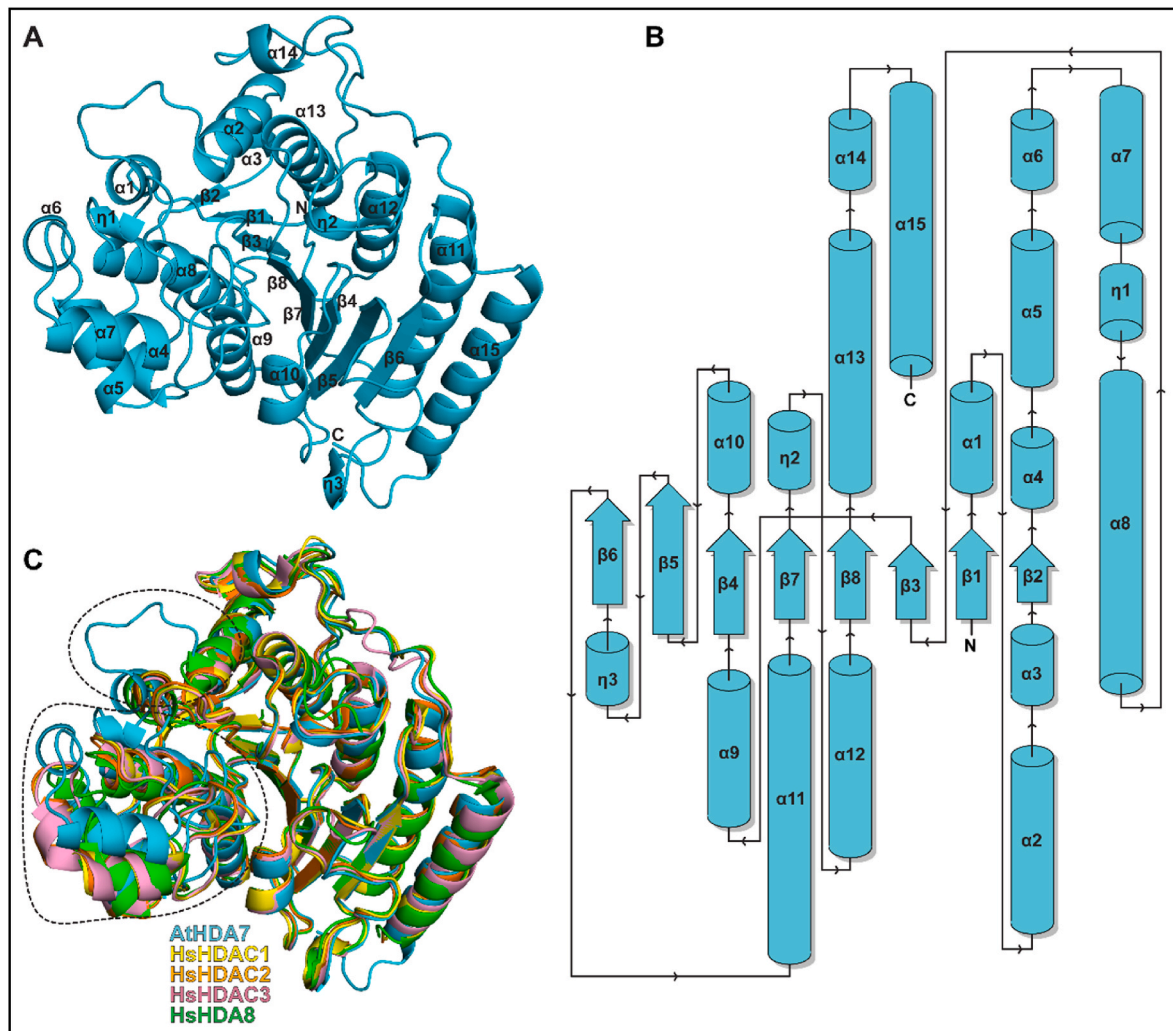 A
α14
α13
α2
α3
α1
β2
α6
η1
β1
N
η2
α12
β3
α11
α8
β8
β4
β7
α7
α4
α9
β6
α15
α10
β5
α5
C
η3
B
α14
α15
α6
α7
α13
α5
η1
C
α10
η2
α1
α4
α8
β6
β5
β4
β7
β8
β3
β1
β2
N
η3
α3
α9
α11
α12
α2
C
AtHDA7
HsHDAC1
HsHDAC2
HsHDAC3
HsHDA8